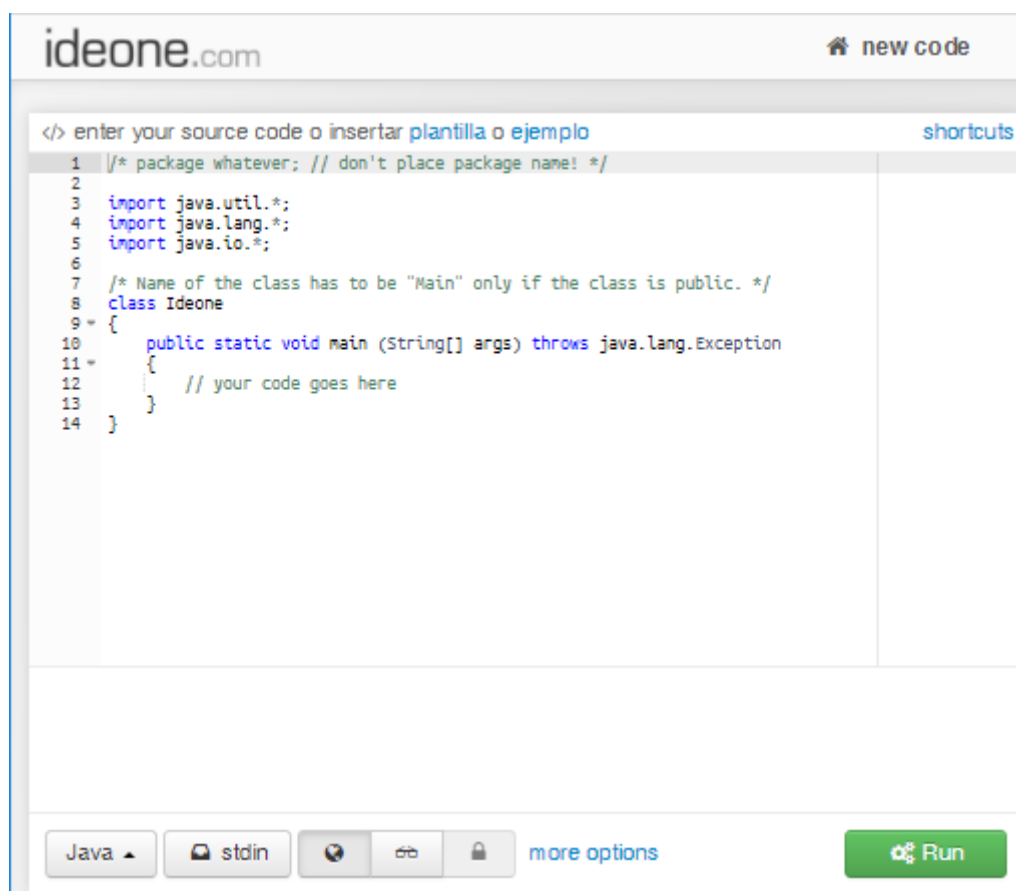 ideone.com
new code
</> enter your source code o insertar plantilla o ejemplo
shortcuts
1 /* package whatever; // don't place package name! */
2
3 import java.util.*;
4 import java.lang.*;
5 import java.io.*;
6
7 /* Name of the class has to be "Main" only if the class is public. */
8 class Ideone
9 {
10 public static void main (String[] args) throws java.lang.Exception
11 {
12 // your code goes here
13 }
14 }
Java stdin more options Run